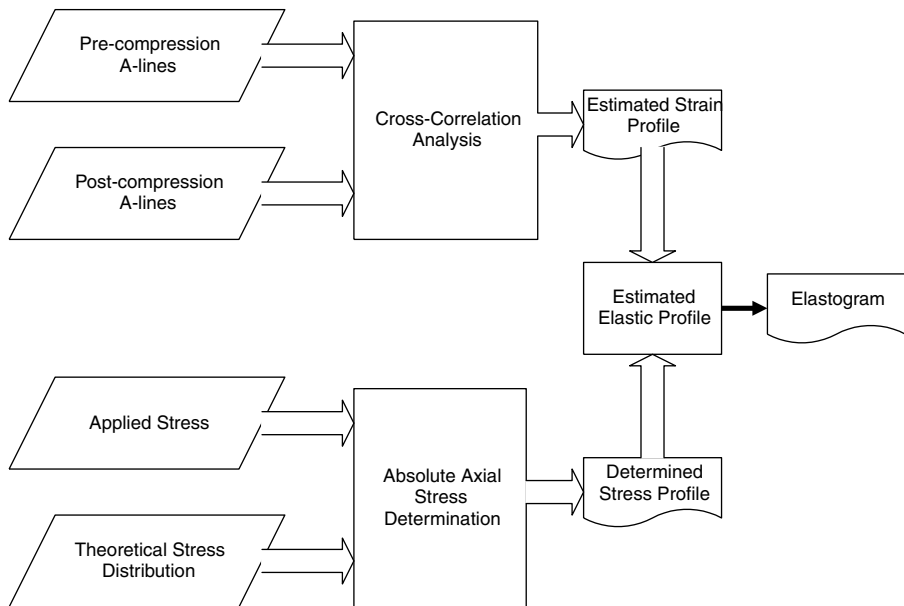 Pre-compression
A-lines
Cross-Correlation
Analysis
Estimated Strain
Profile
Post-compression
A-lines
Estimated
Elastic Profile
Elastogram
Applied Stress
Absolute Axial
Stress
Determination
Determined
Stress Profile
Theoretical Stress
Distribution